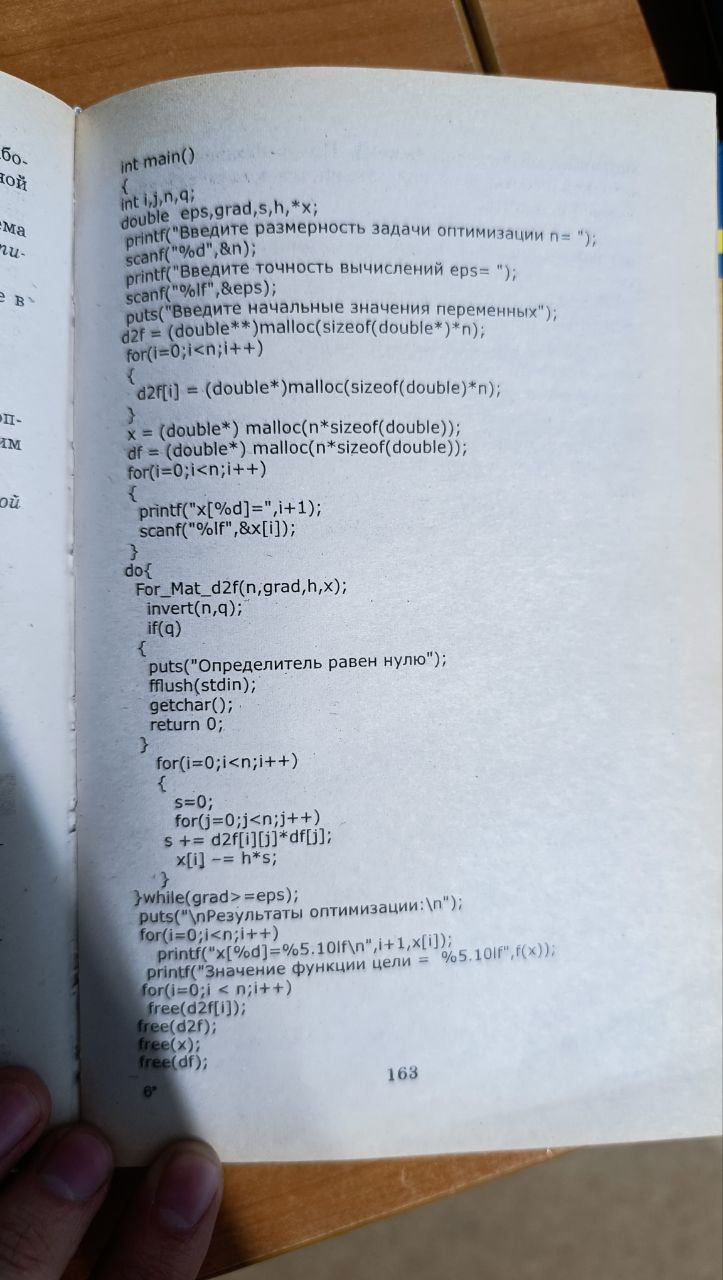 бо-
ной
ема
ти-
е в
оп-
им
ой
int main()
{
int i,j,n,q;
double eps,grad,s,h,*x;
printf("Введите размерность задачи оптимизации n= ");
scanf("%d",&n);
printf("Введите точность вычислений eps= ");
scanf("%lf",&eps);
puts("Введите начальные значения переменных");
d2f = (double**)malloc(sizeof(double*)*n);
for(i=0;i<n;i++)
{
d2f[i] = (double*)malloc(sizeof(double)*n);
}
x = (double*) malloc(n*sizeof(double));
df = (double*) malloc(n*sizeof(double));
for(i=0;i<n;i++)
{
printf("x[%d]=",i+1);
scanf("%lf",&x[i]);
}
do{
For_Mat_d2f(n,grad,h,x);
invert(n,q);
if(q)
{
puts("Определитель равен нулю");
fflush(stdin);
getchar();
return 0;
}
for(i=0;i<n;i++)
{
s=0;
for(j=0;j<n;j++)
s += d2f[i][j]*df[j];
x[i] -= h*s;
}
}while(grad>=eps);
puts("\nРезультаты оптимизации:\n");
for(i=0;i<n;i++)
printf("x[%d]=%5.10lf\n",i+1,x[i]);
printf("Значение функции цели = %5.10lf",f(x));
for(i=0;i < n;i++)
free(d2f[i]);
free(d2f);
free(x);
free(df);
163
6*